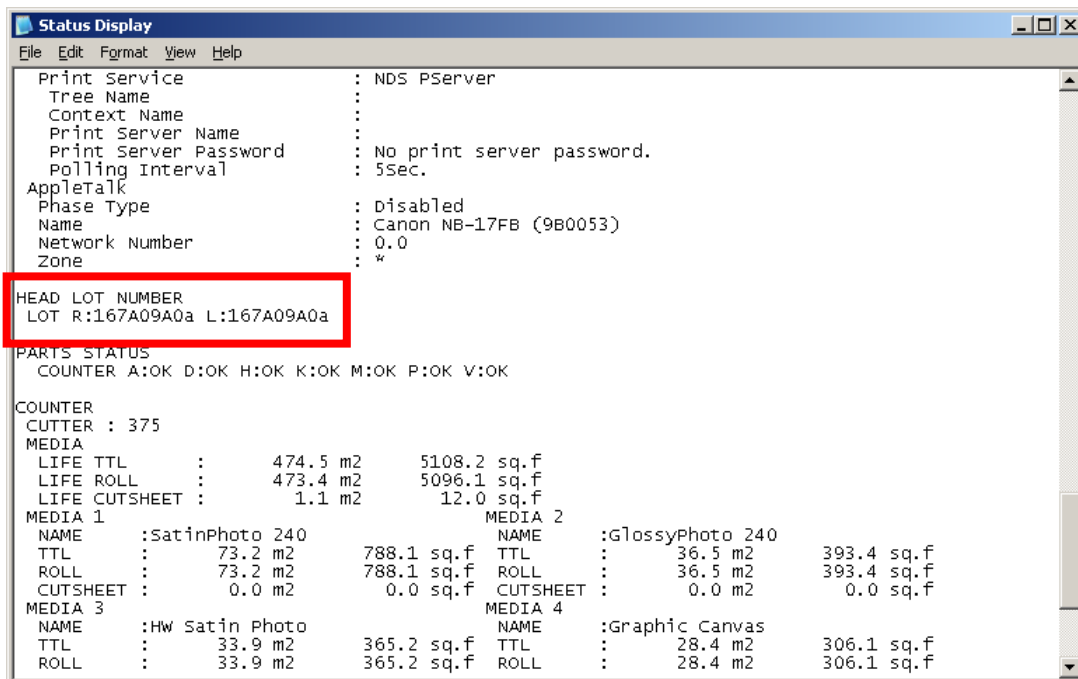 Status Display
File Edit Format View Help
Print Service : NDS PServer
Tree Name :
Context Name :
Print Server Name :
Print Server Password : No print server password.
Polling Interval : 5Sec.
AppleTalk
Phase Type : Disabled
Name : Canon NB-17FB (9B0053)
Network Number : 0.0
Zone : *
HEAD LOT NUMBER
LOT R:167A09A0a L:167A09A0a
PARTS STATUS
COUNTER A:OK D:OK H:OK K:OK M:OK P:OK V:OK
COUNTER
CUTTER : 375
MEDIA
LIFE TTL : 474.5 m2 5108.2 sq.f
LIFE ROLL : 473.4 m2 5096.1 sq.f
LIFE CUTSHEET : 1.1 m2 12.0 sq.f
MEDIA 1 MEDIA 2
NAME :SatinPhoto 240 NAME :GlossyPhoto 240
TTL : 73.2 m2 788.1 sq.f TTL : 36.5 m2 393.4 sq.f
ROLL : 73.2 m2 788.1 sq.f ROLL : 36.5 m2 393.4 sq.f
CUTSHEET : 0.0 m2 0.0 sq.f CUTSHEET : 0.0 m2 0.0 sq.f
MEDIA 3 MEDIA 4
NAME :HW Satin Photo NAME :Graphic Canvas
TTL : 33.9 m2 365.2 sq.f TTL : 28.4 m2 306.1 sq.f
ROLL : 33.9 m2 365.2 sq.f ROLL : 28.4 m2 306.1 sq.f